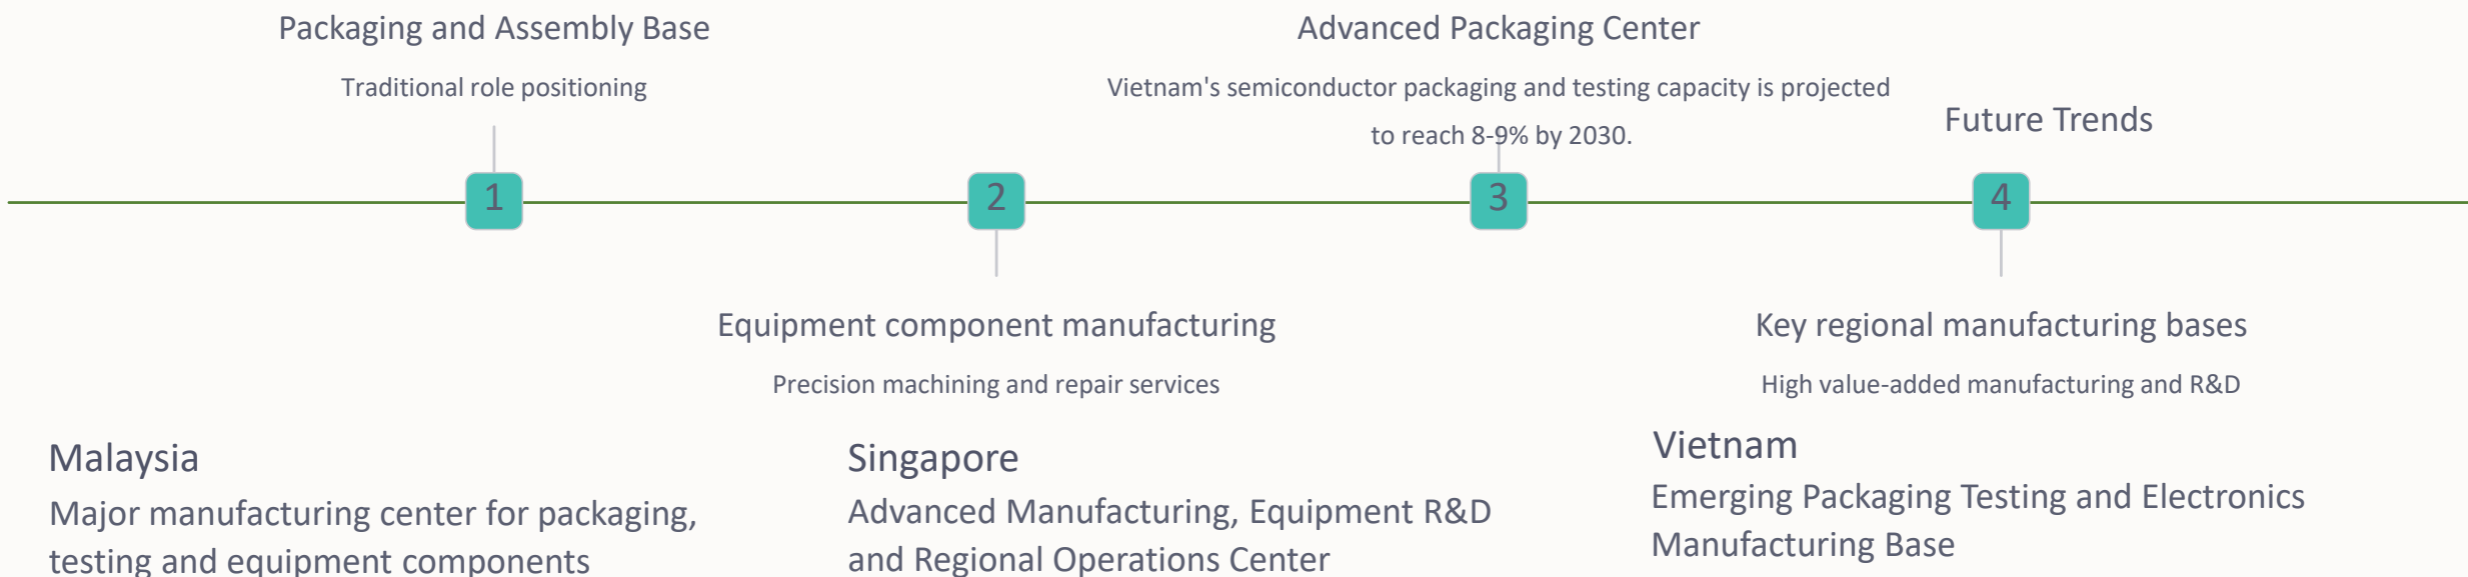 Packaging and Assembly Base
Traditional role positioning
Advanced Packaging Center
Vietnam's semiconductor packaging and testing capacity is projected
to reach 8-9% by 2030.
Future Trends
1
2
3
4
Equipment component manufacturing
Precision machining and repair services
Key regional manufacturing bases
High value-added manufacturing and R&D
Malaysia
Major manufacturing center for packaging,
testing and equipment components
Singapore
Advanced Manufacturing, Equipment R&D
and Regional Operations Center
Vietnam
Emerging Packaging Testing and Electronics
Manufacturing Base